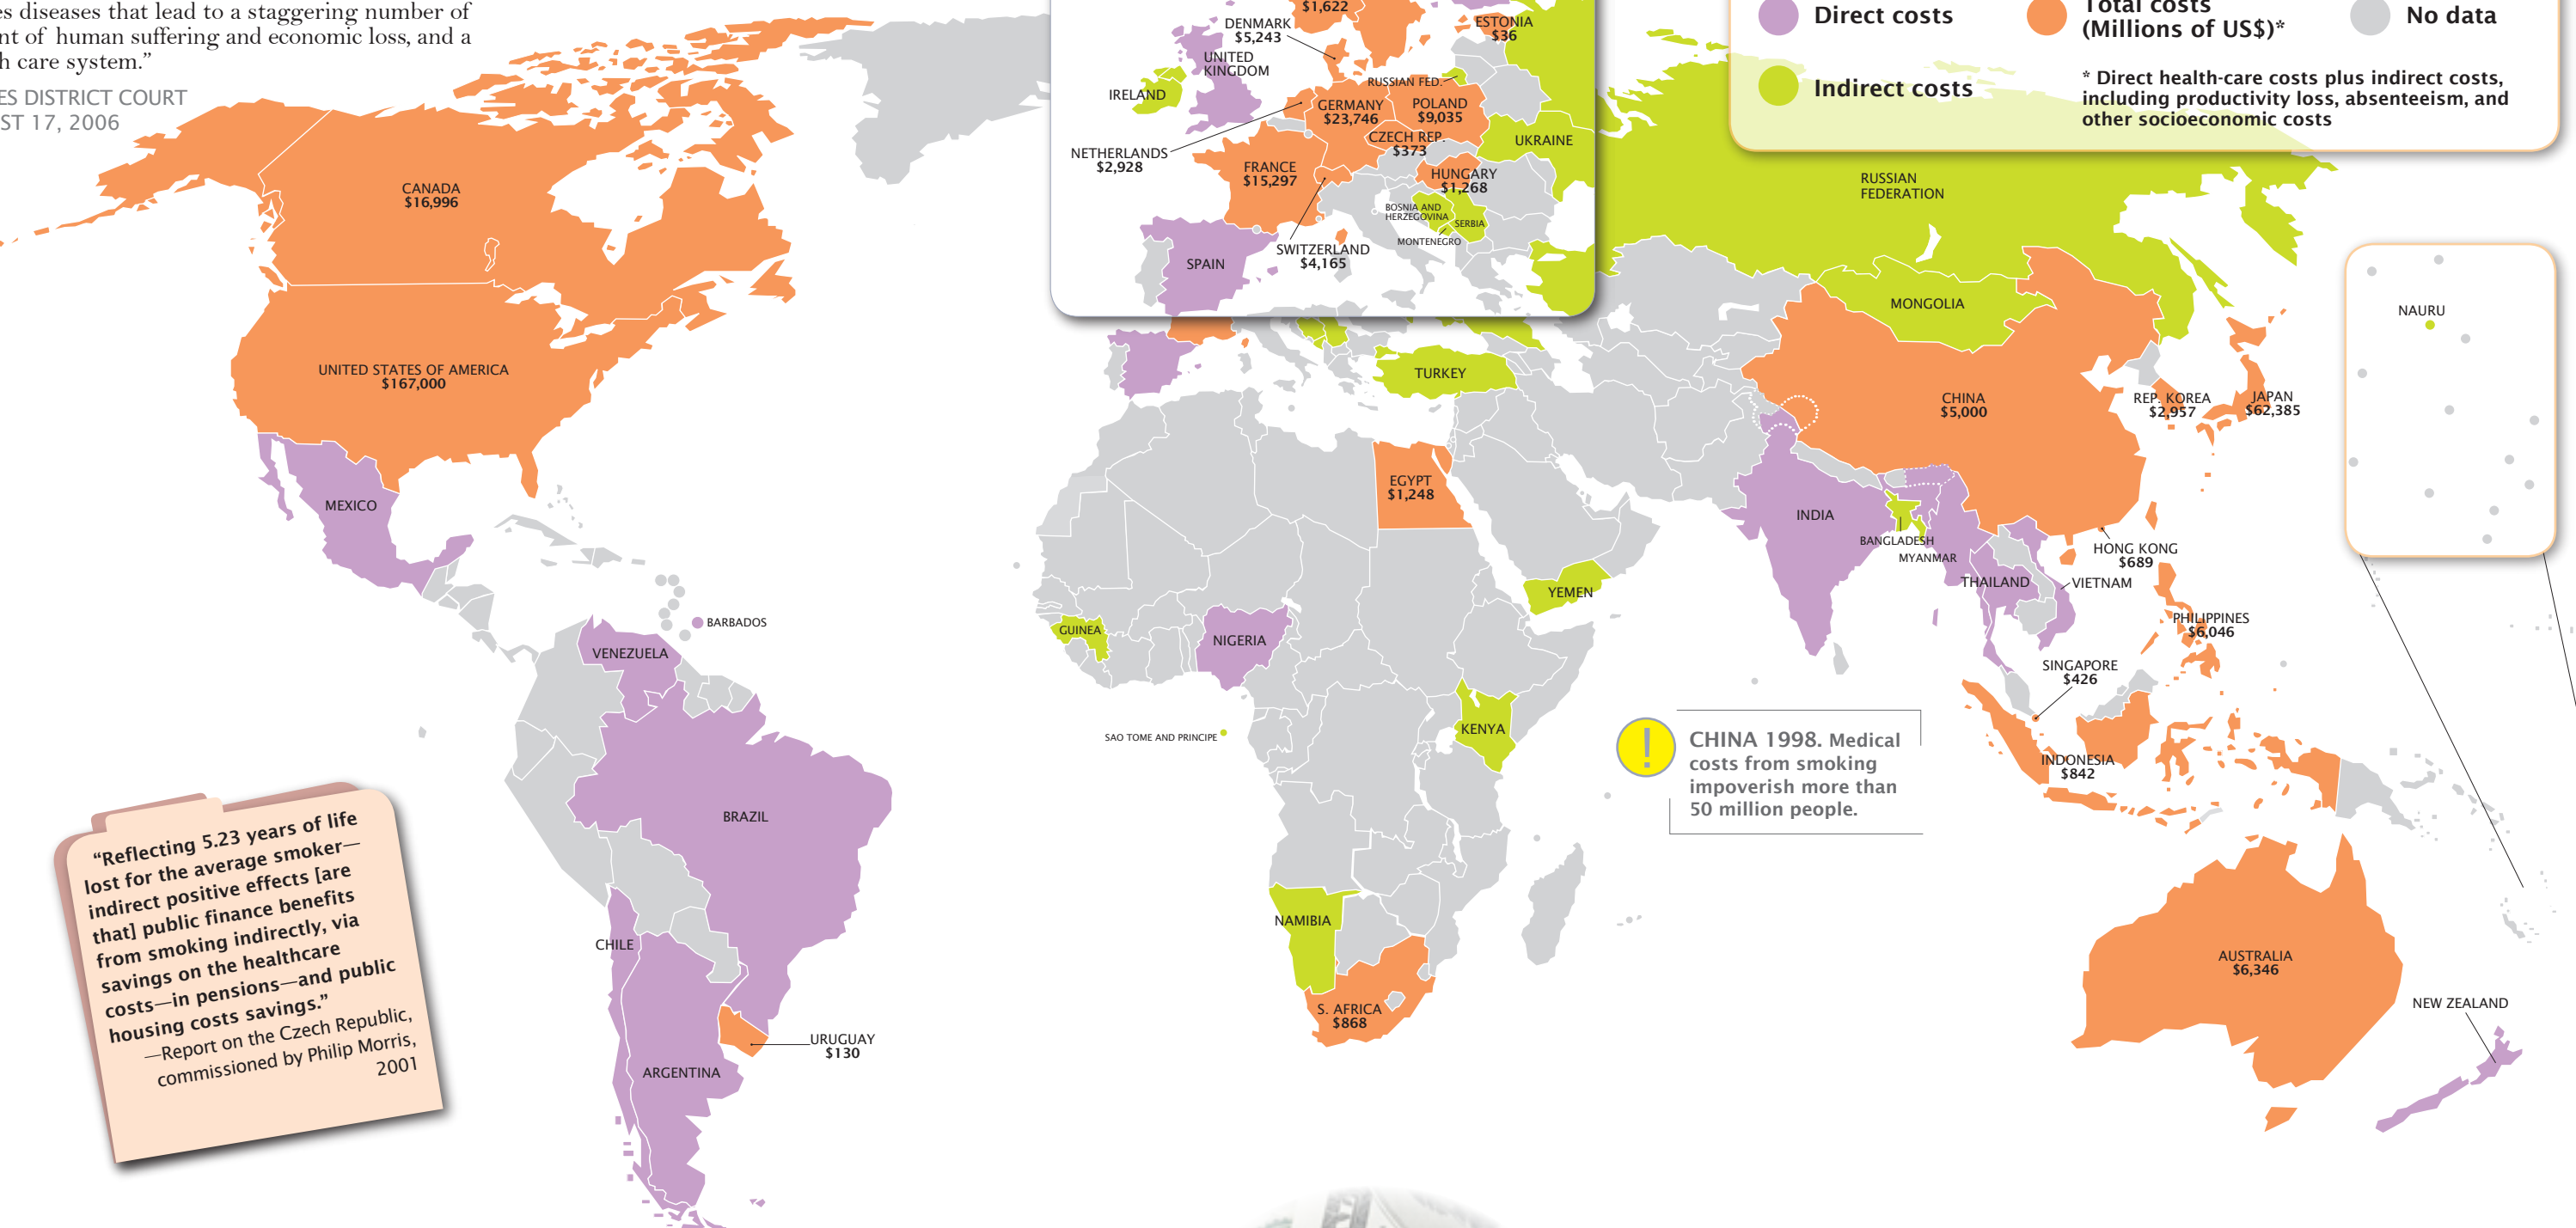 es diseases that lead to a staggering number of
nt of human suffering and economic loss, and a
h care system.”
ES DISTRICT COURT
ST 17, 2006
Direct costs
Total costs
(Millions of US$)*
No data
Indirect costs
* Direct health-care costs plus indirect costs,
including productivity loss, absenteeism, and
other socioeconomic costs
$1,622
DENMARK
$5,243
ESTONIA
$36
UNITED
KINGDOM
IRELAND
RUSSIAN FED.
GERMANY
$23,746
POLAND
$9,035
CZECH REP.
$373
UKRAINE
NETHERLANDS
$2,928
FRANCE
$15,297
HUNGARY
$1,268
BOSNIA AND
HERZEGOVINA
SERBIA
MONTENEGRO
SWITZERLAND
$4,165
SPAIN
CANADA
$16,996
UNITED STATES OF AMERICA
$167,000
MEXICO
BARBADOS
VENEZUELA
BRAZIL
CHILE
ARGENTINA
URUGUAY
$130
RUSSIAN
FEDERATION
MONGOLIA
TURKEY
CHINA
$5,000
REP. KOREA
$2,957
JAPAN
$62,385
NAURU
EGYPT
$1,248
INDIA
BANGLADESH
MYANMAR
HONG KONG
$689
THAILAND
VIETNAM
YEMEN
PHILIPPINES
$6,046
GUINEA
NIGERIA
SINGAPORE
$426
SAO TOME AND PRINCIPE
KENYA
INDONESIA
$842
! CHINA 1998. Medical
costs from smoking
impoverish more than
50 million people.
NAMIBIA
S. AFRICA
$868
AUSTRALIA
$6,346
NEW ZEALAND
“Reflecting 5.23 years of life
lost for the average smoker—
indirect positive effects [are
that] public finance benefits
from smoking indirectly, via
savings on the healthcare
costs—in pensions—and public
housing costs savings.”
—Report on the Czech Republic,
commissioned by Philip Morris,
2001